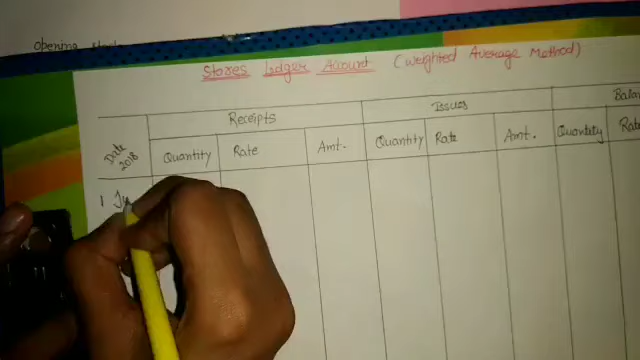 opening
Stores Ledger Account (Weighted Average Method)
Date 2018
Receipts
Issues
Quantity Rate Amt. Quantity Rate Amt. Quantity Rate
1